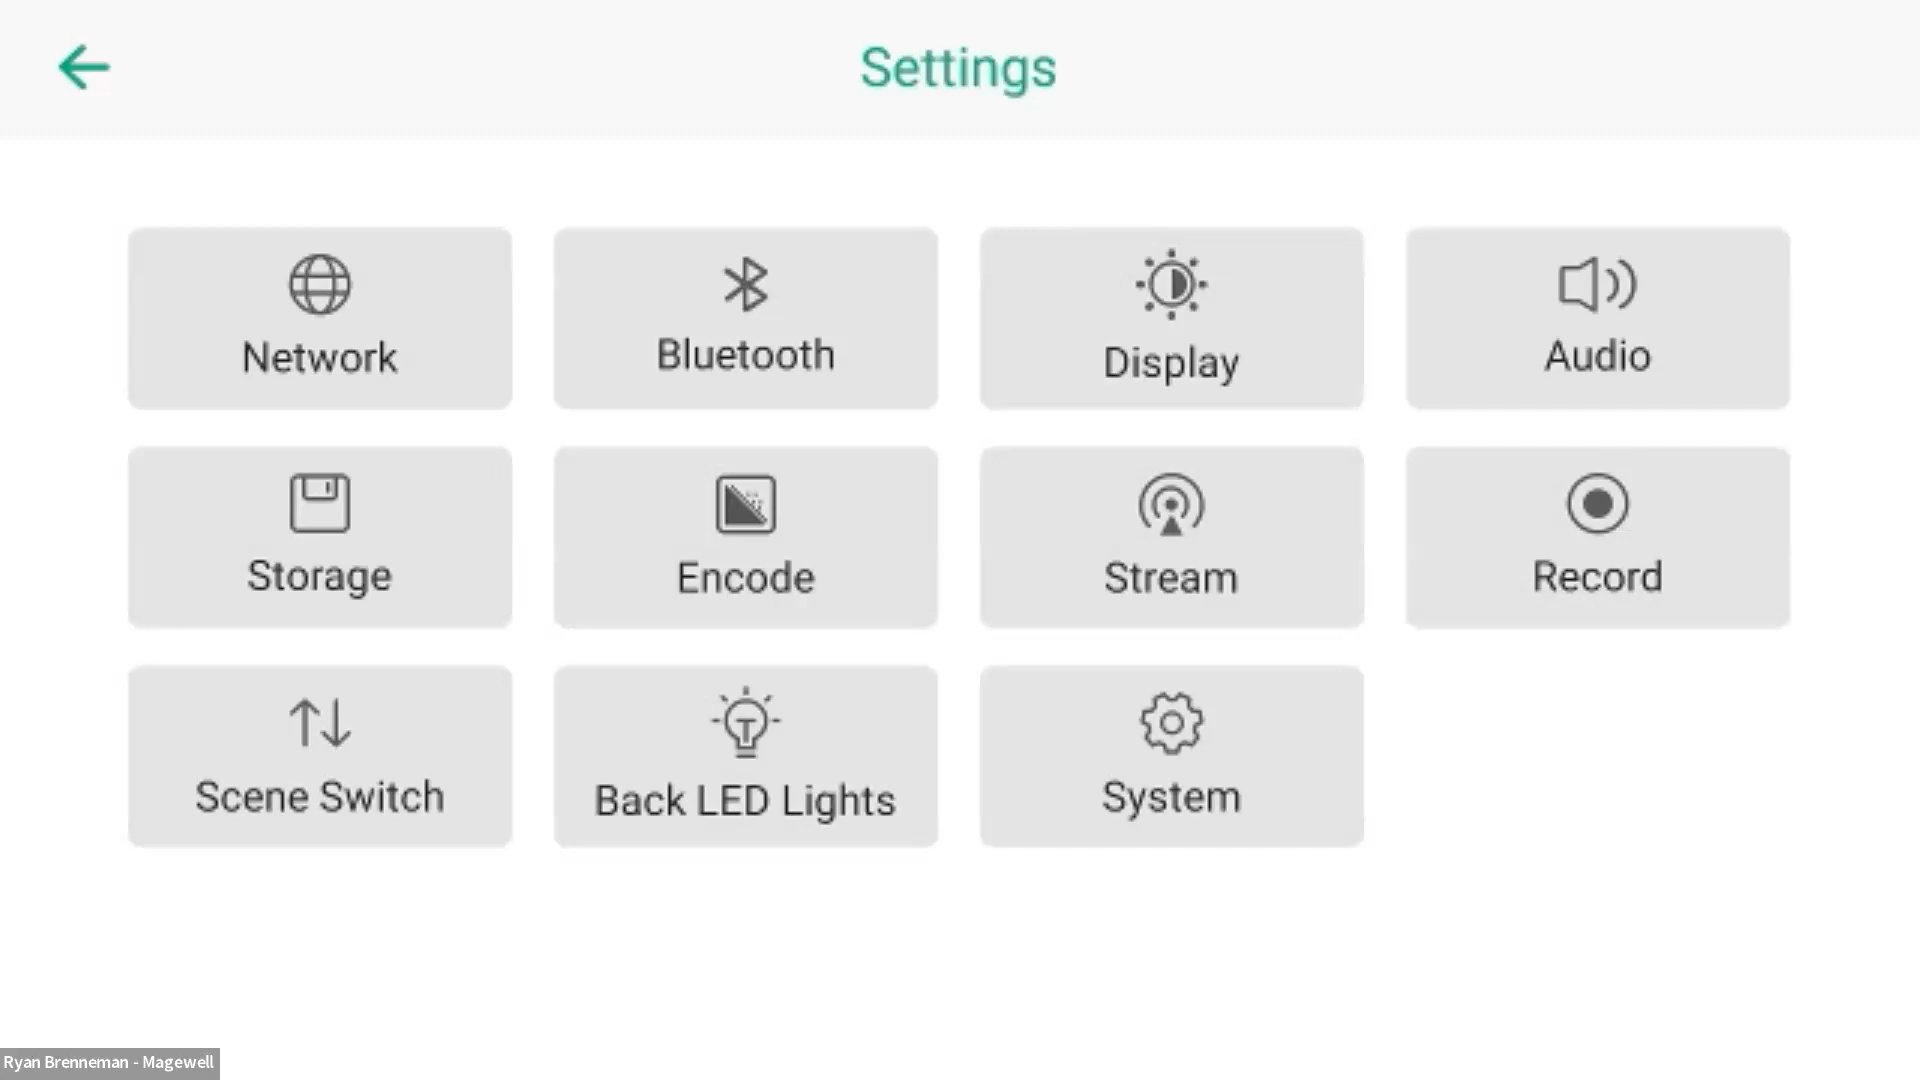 Settings
Network
Bluetooth
Display
Audio
Storage
Encode
Stream
Record
Scene Switch
Back LED Lights
System
Ryan Brenneman - Magewell